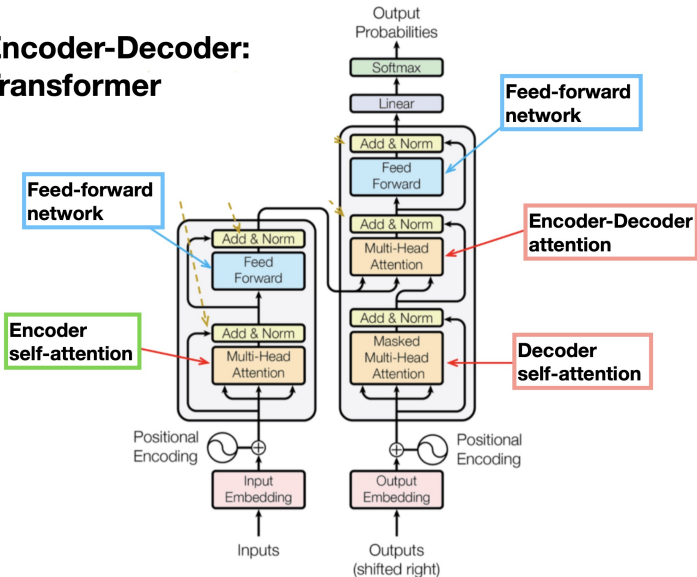 ncoder-Decoder:
ransformer
Output
Probabilities
Softmax
Linear
Add & Norm
Feed
Forward
Add & Norm
Multi-Head
Attention
Add & Norm
Masked
Multi-Head
Attention
Feed-forward
network
Encoder-Decoder
attention
Decoder
self-attention
Feed-forward
network
Encoder
self-attention
Add & Norm
Feed
Forward
Add & Norm
Multi-Head
Attention
Positional
Encoding
Positional
Encoding
Input
Embedding
Output
Embedding
Inputs
Outputs
(shifted right)